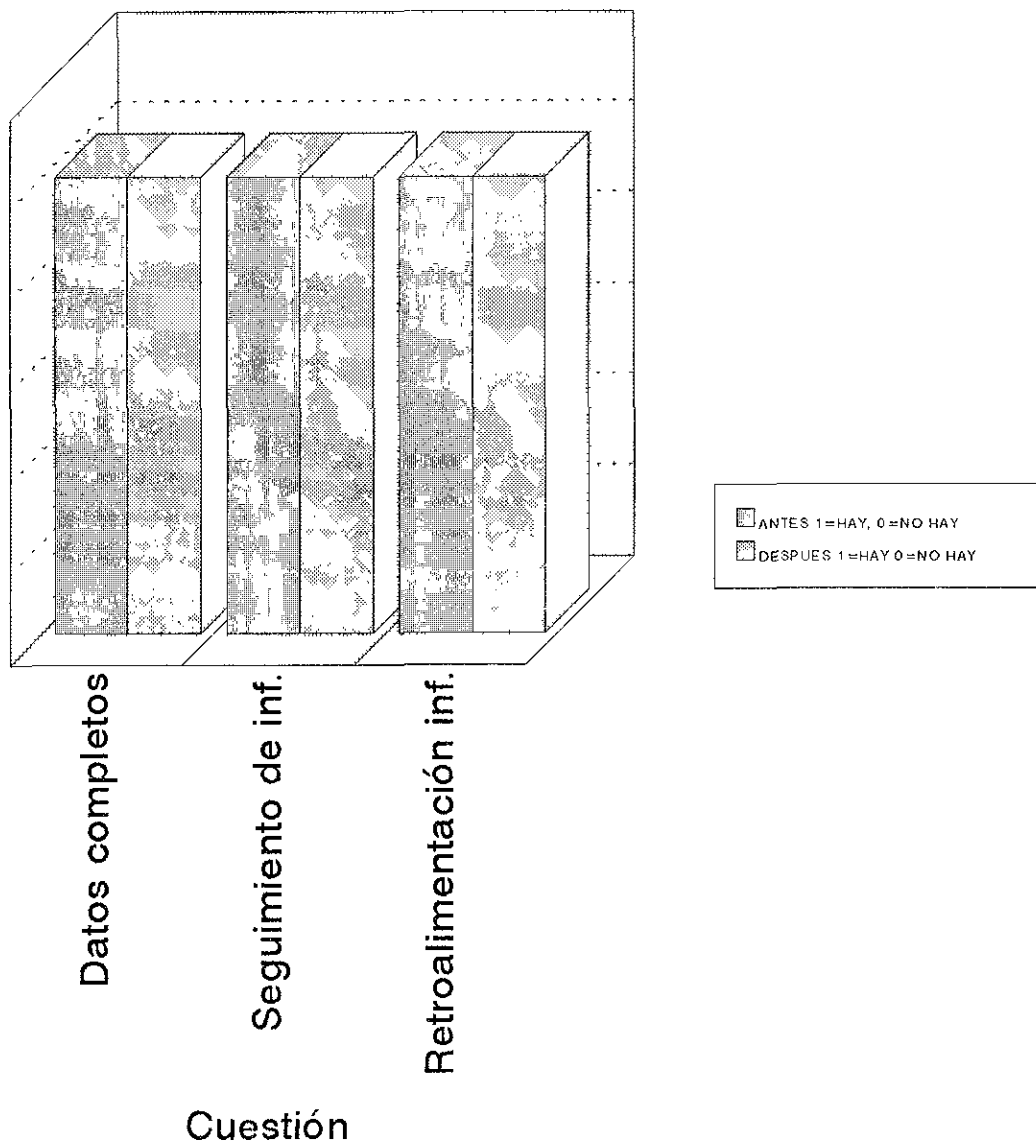 ANTES 1=HAY, 0=NO HAY
DESPUES 1=HAY 0=NO HAY
Datos completos
Seguimiento de inf.
Retroalimentación inf.
Cuestión